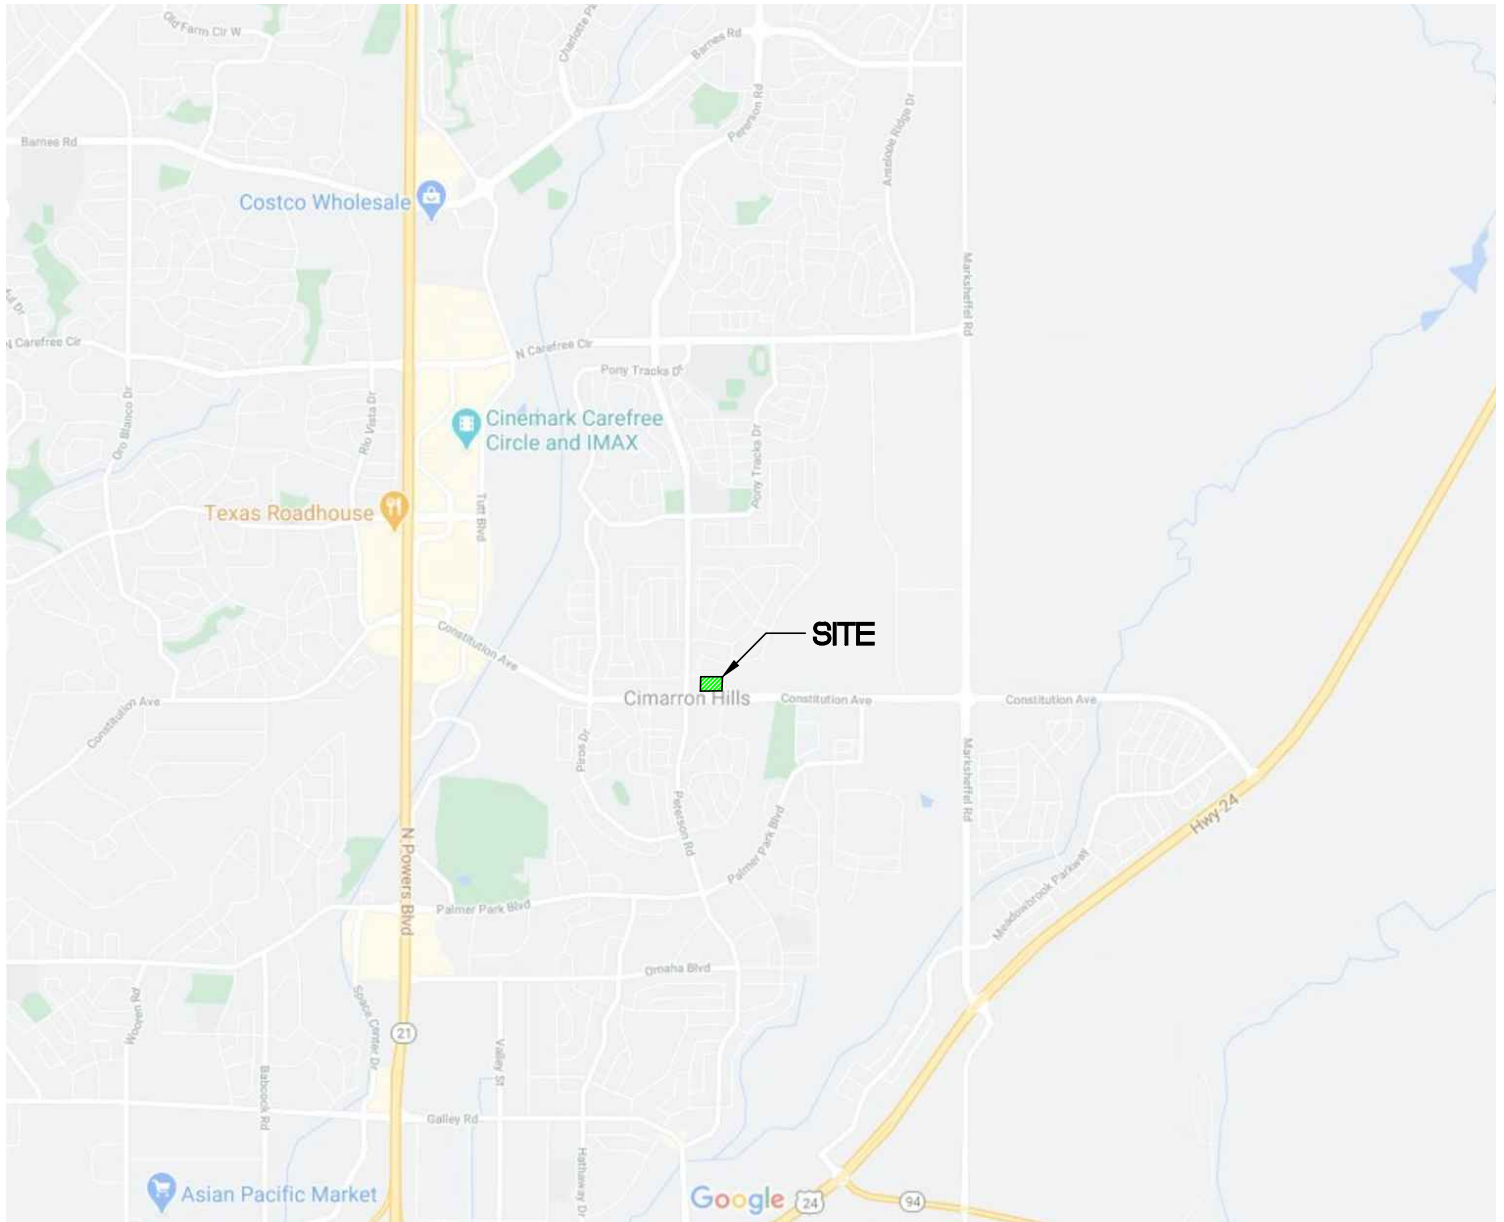 Old Farm Cir W
Barnes Rd
Peterson Rd
Antelope Ridge Dr
Barnes Rd
Costco Wholesale
Marksheffel Rd
N Carefree Cir
N Carefree Cir
Pony Tracks Dr
Oro Blanco Dr
Rio Vista Dr
Cinemark Carefree
Circle and IMAX
Pony Tracks Dr
Texas Roadhouse
Tutt Blvd
SITE
Constitution Ave
Cimarron Hills
Constitution Ave
Constitution Ave
Constitution Ave
Piros Dr
Marksheffel Rd
Peterson Rd
Palmer Park Blvd
Hwy 24
N Powers Blvd
Meadowbrook Parkway
Palmer Park Blvd
Omaha Blvd
Wooten Rd
Space Center Dr
21
Valley St
Babcock Rd
Galley Rd
Hathaway Dr
Asian Pacific Market
Google
24
94